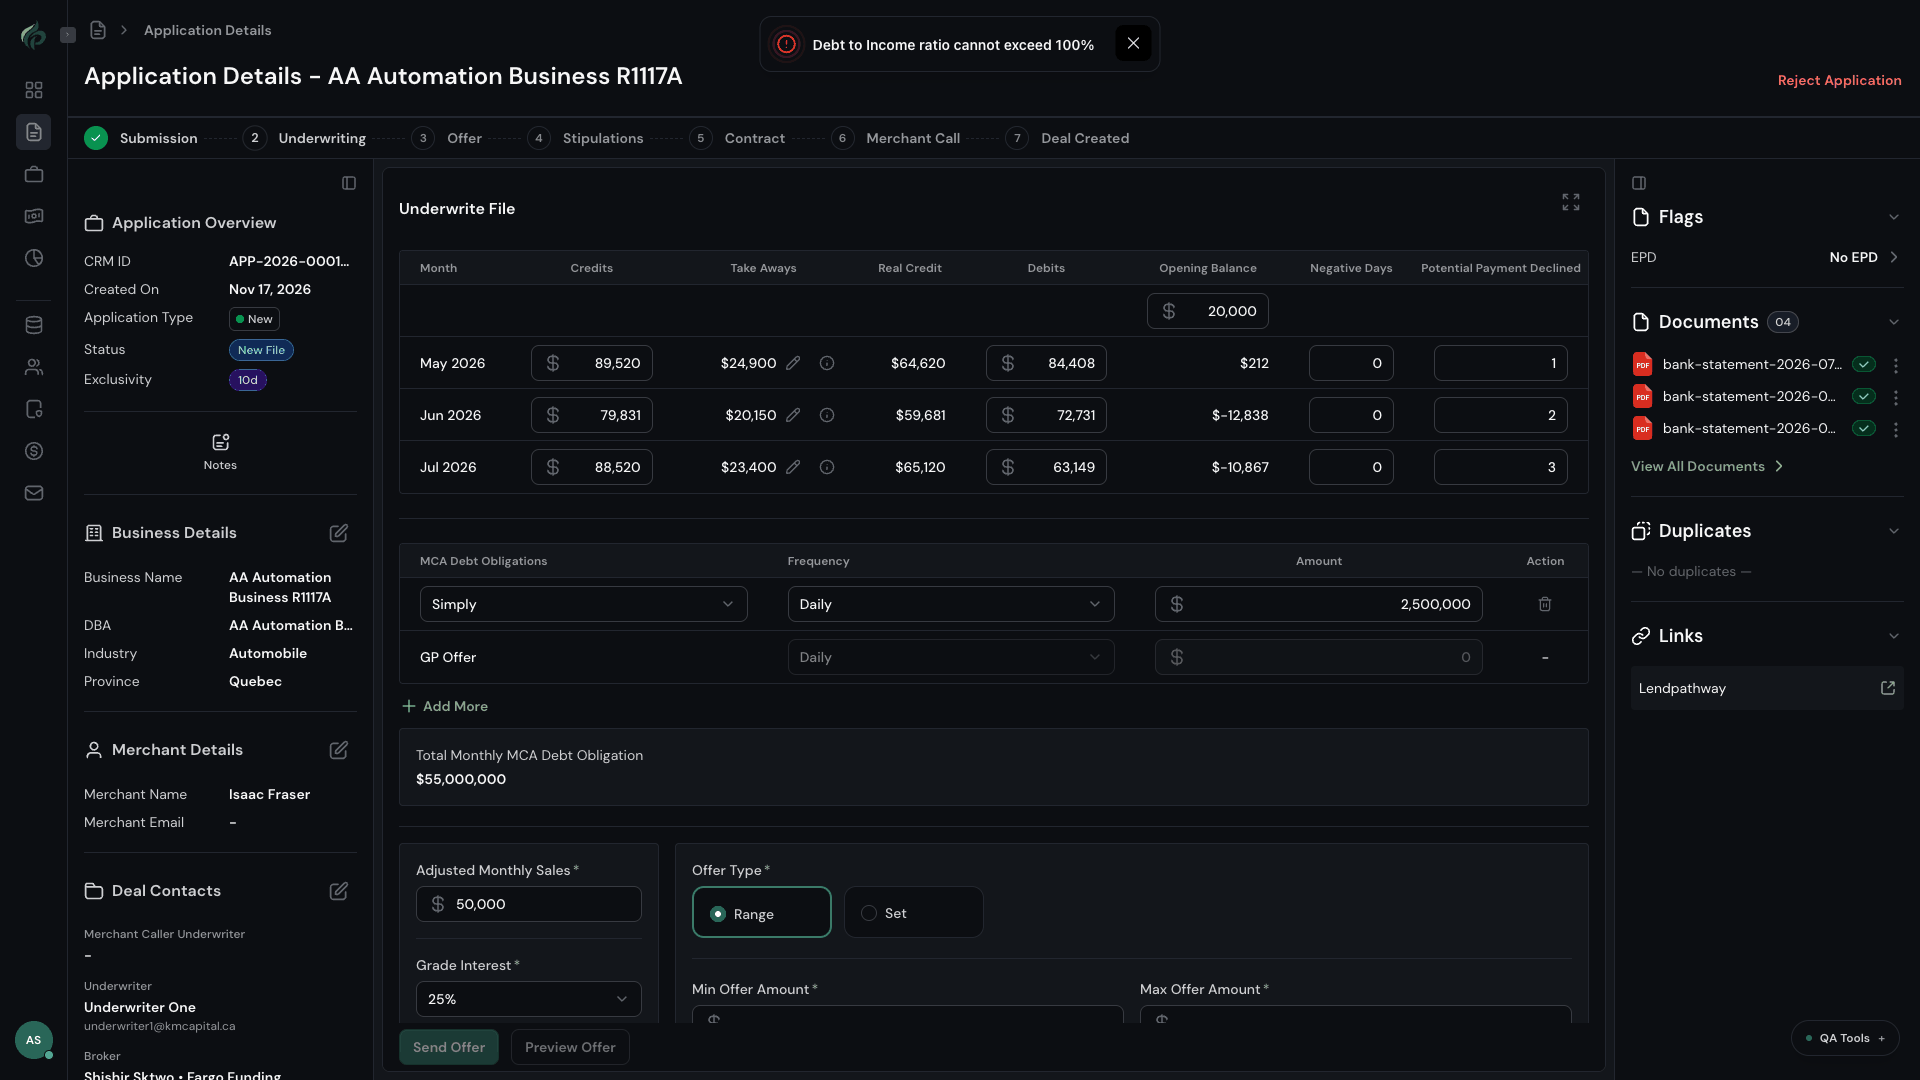 Application Details
Debt to Income ratio cannot exceed 100%
Application Details - AA Automation Business R1117A
Reject Application
Submission
2 Underwriting
3 Offer
4 Stipulations
5 Contract
6 Merchant Call
7 Deal Created
Application Overview
CRM ID APP-2026-0001...
Created On Nov 17, 2026
Application Type New
Status New File
Exclusivity 10d
Notes
Business Details
Business Name AA Automation
Business R1117A
DBA AA Automation B...
Industry Automobile
Province Quebec
Merchant Details
Merchant Name Isaac Fraser
Merchant Email -
Deal Contacts
Merchant Caller Underwriter
-
Underwriter
Underwriter One
underwriter1@kmcapital.ca
Broker
Shishir Sktwo • Fargo Funding
AS
Underwrite File
Month Credits Take Aways Real Credit Debits Opening Balance Negative Days Potential Payment Declined
$ 20,000
May 2026 $ 89,520 $24,900 $64,620 $ 84,408 $212 0 1
Jun 2026 $ 79,831 $20,150 $59,681 $ 72,731 $-12,838 0 2
Jul 2026 $ 88,520 $23,400 $65,120 $ 63,149 $-10,867 0 3
MCA Debt Obligations Frequency Amount Action
Simply Daily $ 2,500,000
GP Offer Daily $ 0 -
+ Add More
Total Monthly MCA Debt Obligation
$55,000,000
Adjusted Monthly Sales*
$ 50,000
Grade Interest*
25%
Offer Type*
Range
Set
Min Offer Amount*
$
Max Offer Amount*
$
Send Offer
Preview Offer
Flags
EPD No EPD
Documents 04
PDF bank-statement-2026-07...
PDF bank-statement-2026-0...
PDF bank-statement-2026-0...
View All Documents
Duplicates
— No duplicates —
Links
Lendpathway
QA Tools +